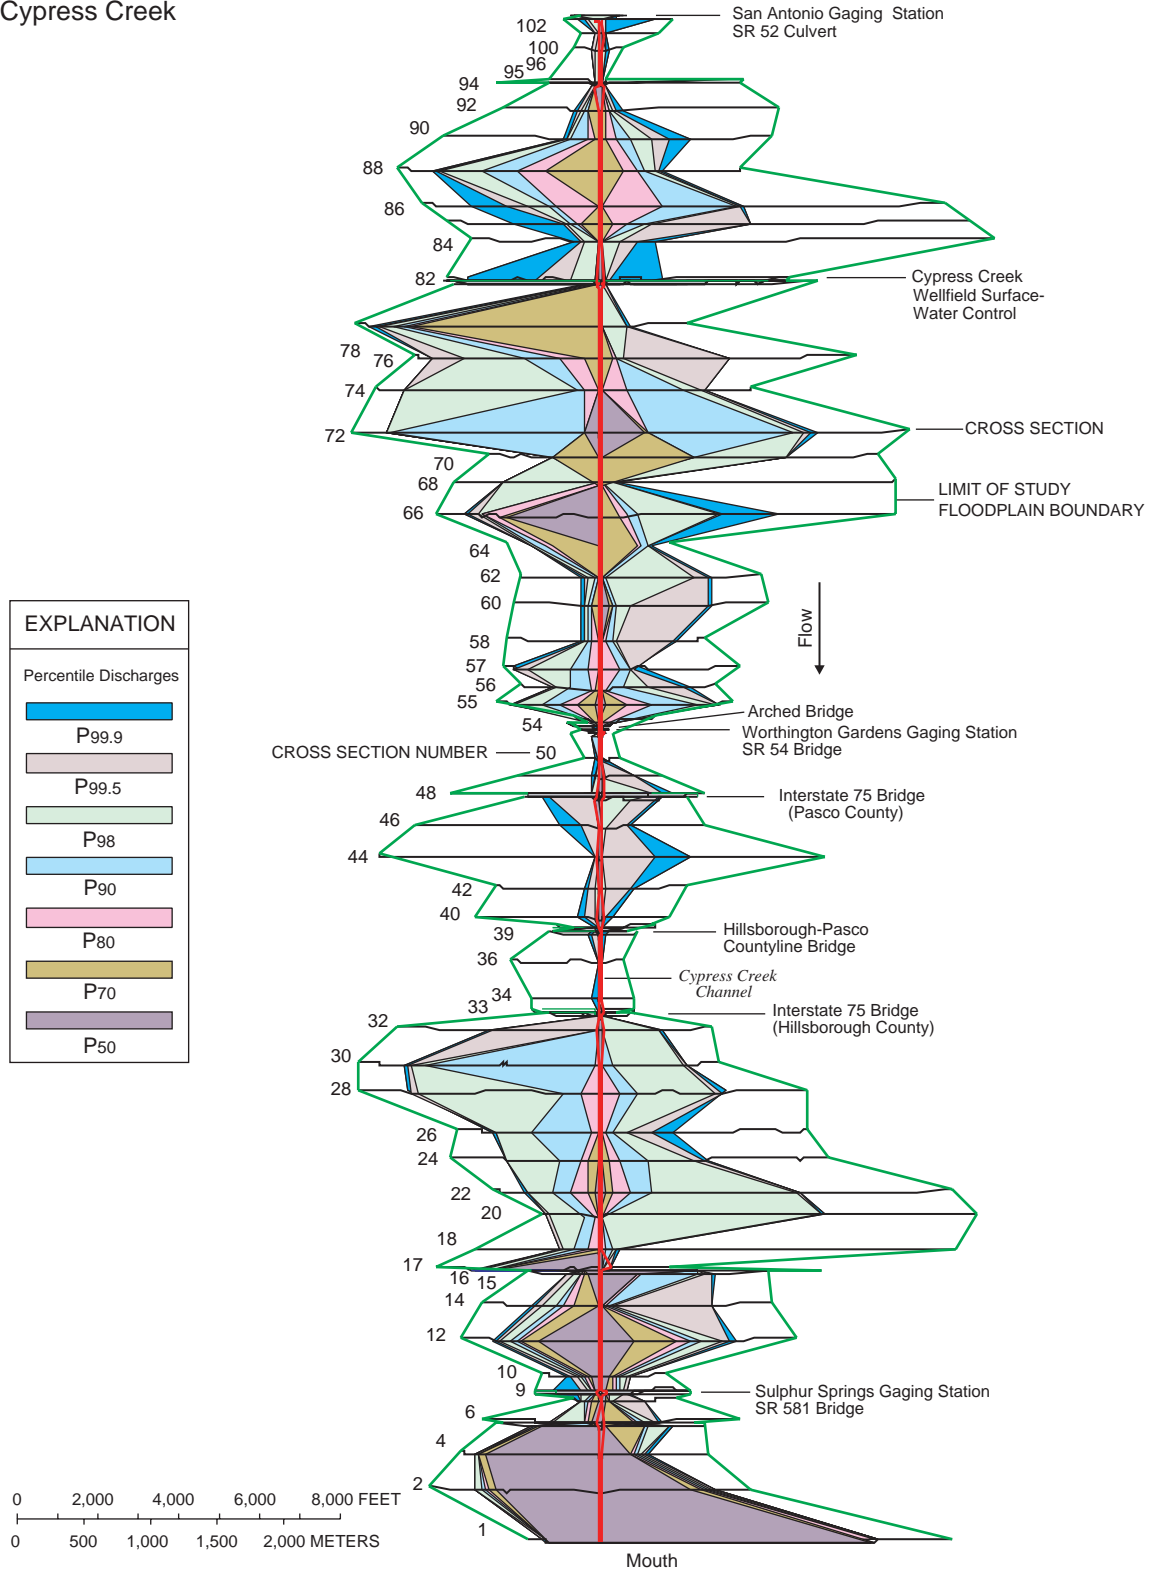 Cypress Creek
San Antonio Gaging Station
SR 52 Culvert
102
100
96
95
94
92
90
88
86
84
82
Cypress Creek
Wellfield Surface-
Water Control
78
76
74
72
CROSS SECTION
70
68
LIMIT OF STUDY
FLOODPLAIN BOUNDARY
66
64
62
60
Flow
58
57
56
55
54
Arched Bridge
Worthington Gardens Gaging Station
SR 54 Bridge
CROSS SECTION NUMBER
50
48
Interstate 75 Bridge
(Pasco County)
46
44
42
40
39
Hillsborough-Pasco
Countyline Bridge
36
Cypress Creek
Channel
34
33
Interstate 75 Bridge
(Hillsborough County)
32
30
28
26
24
22
20
18
17
16
15
14
12
10
9
Sulphur Springs Gaging Station
SR 581 Bridge
6
4
2
1
Mouth
EXPLANATION
Percentile Discharges
P99.9
P99.5
P98
P90
P80
P70
P50
0 2,000 4,000 6,000 8,000 FEET
0 500 1,000 1,500 2,000 METERS